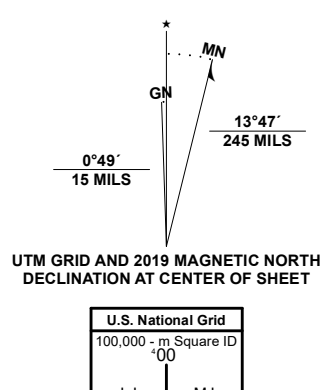 ★
MN
GN
13°47´
245 MILS
0°49´
15 MILS
UTM GRID AND 2019 MAGNETIC NORTH
DECLINATION AT CENTER OF SHEET
U.S. National Grid
100,000 - m Square ID
⁴00